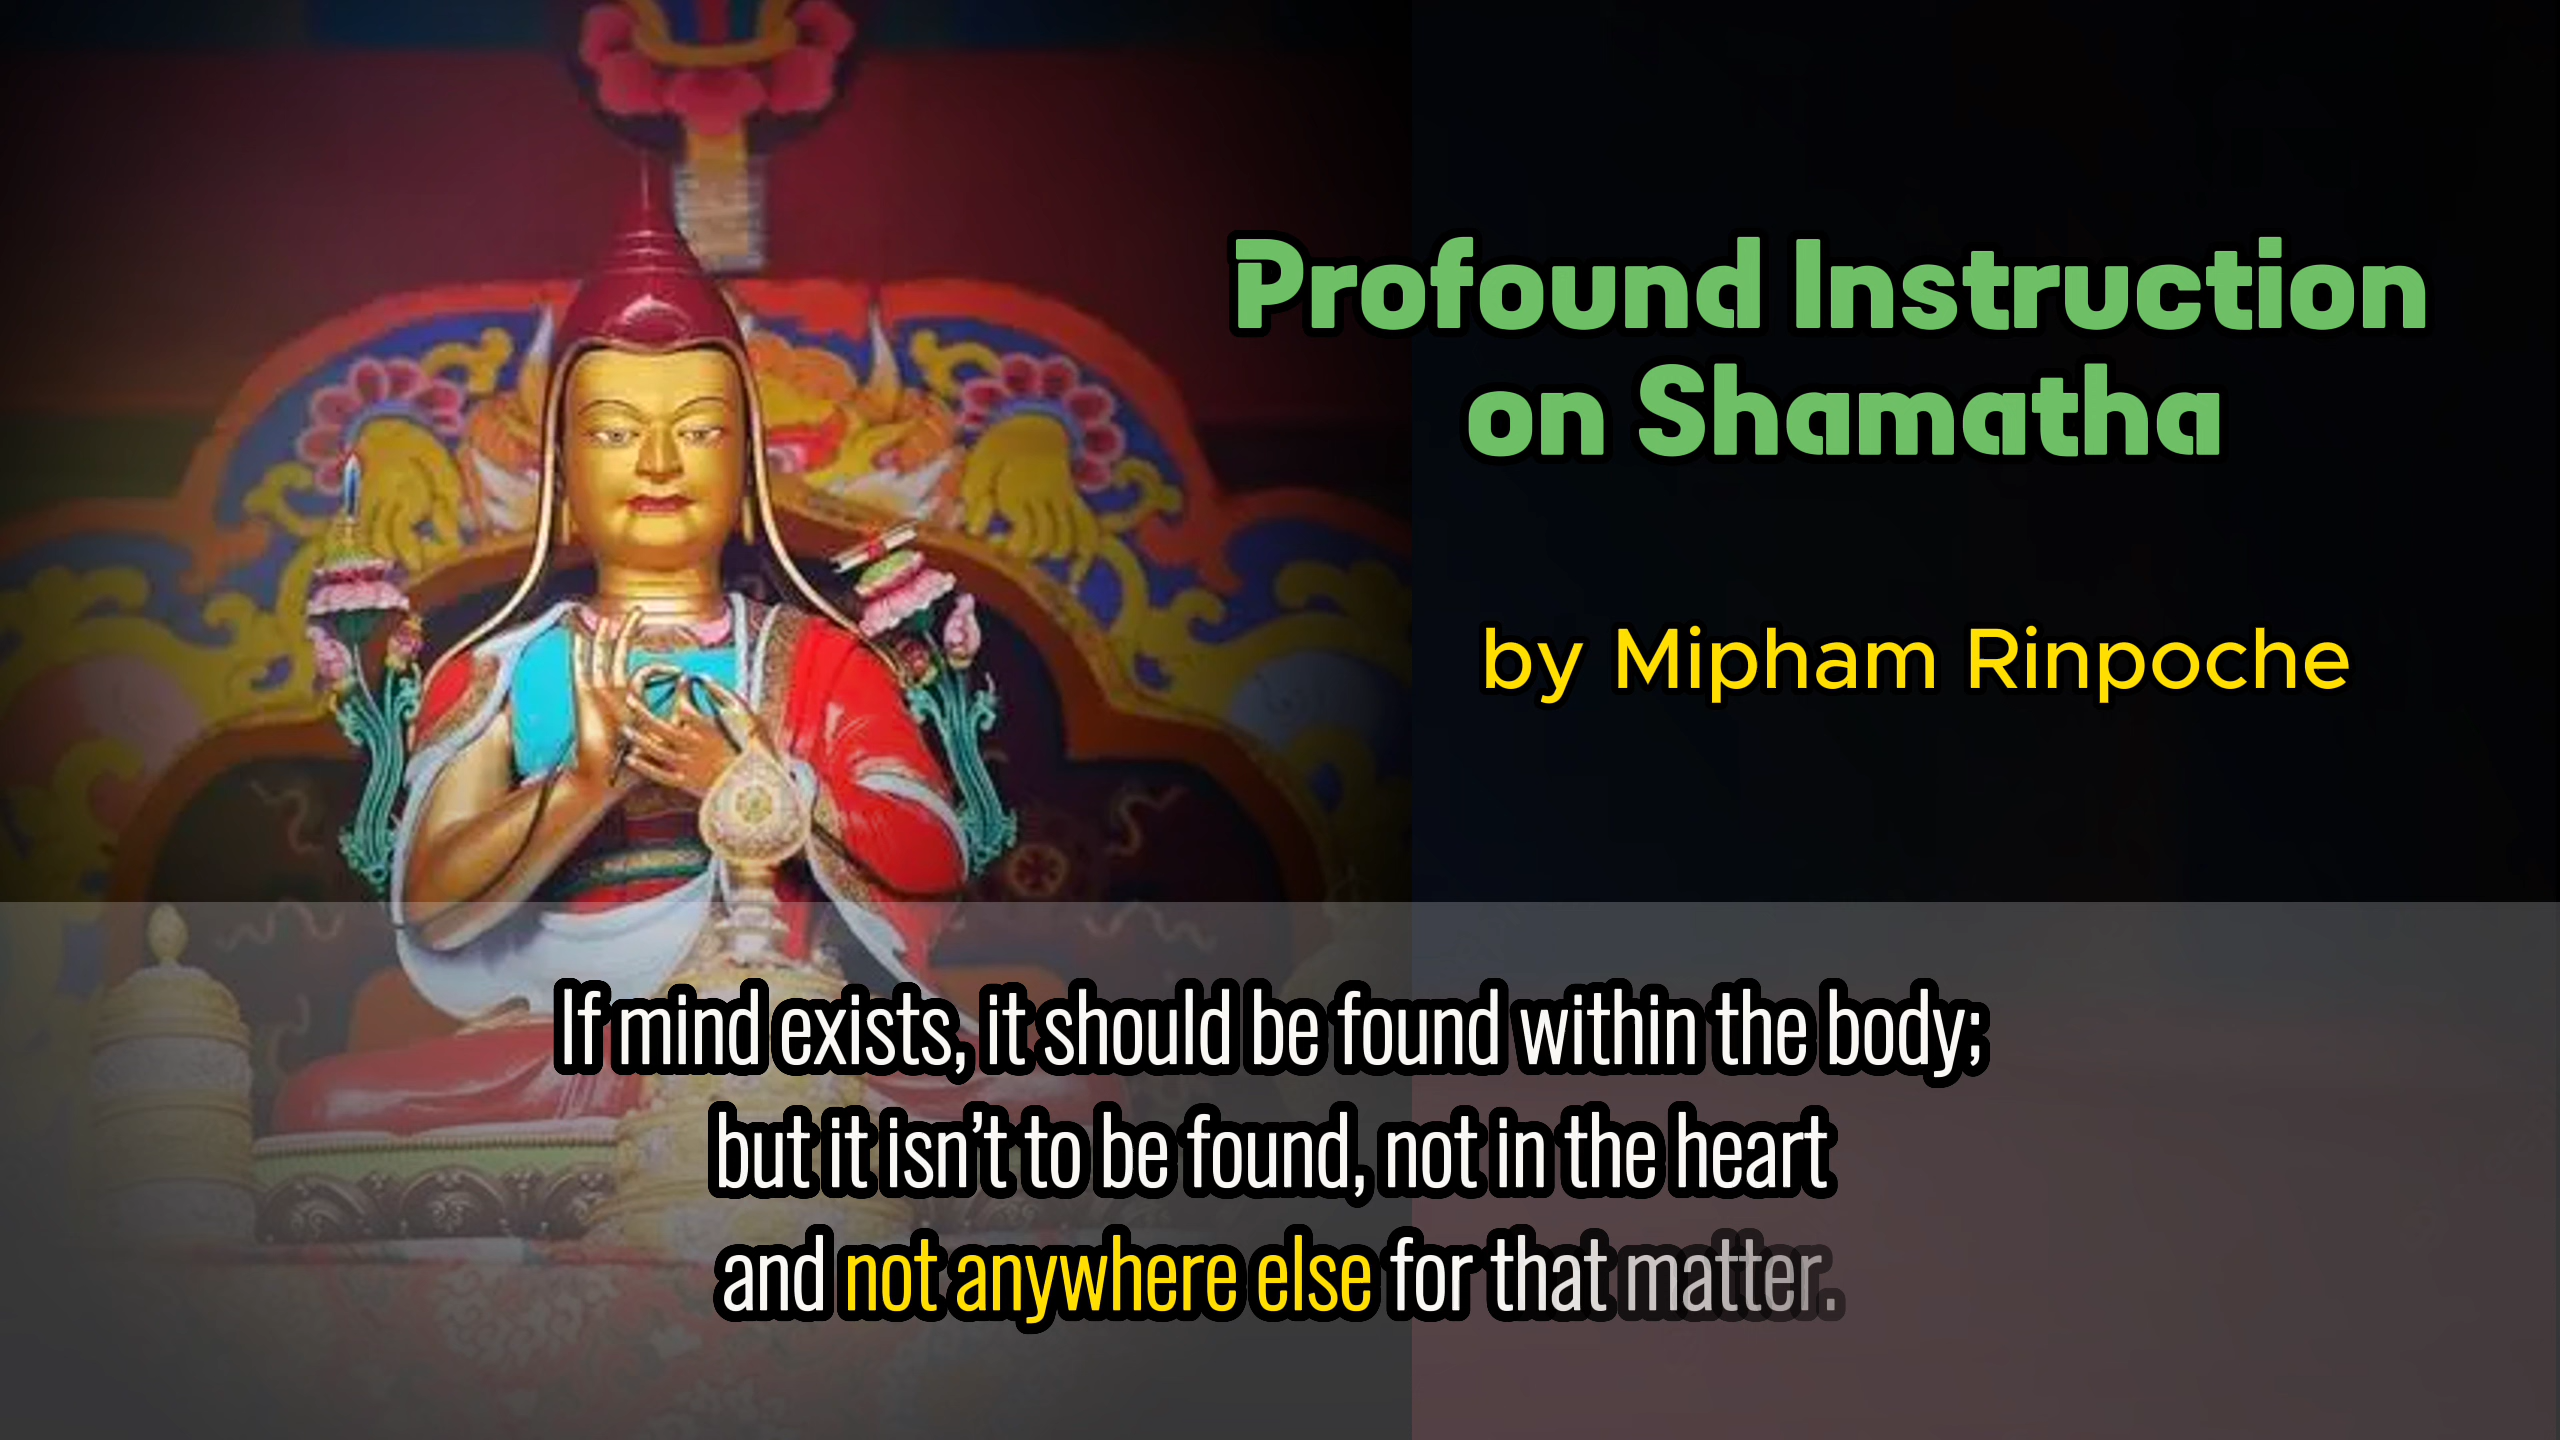 Profound Instruction
on Shamatha
by Mipham Rinpoche
If mind exists, it should be found within the body;
but it isn’t to be found, not in the heart
and not anywhere else for that matter.